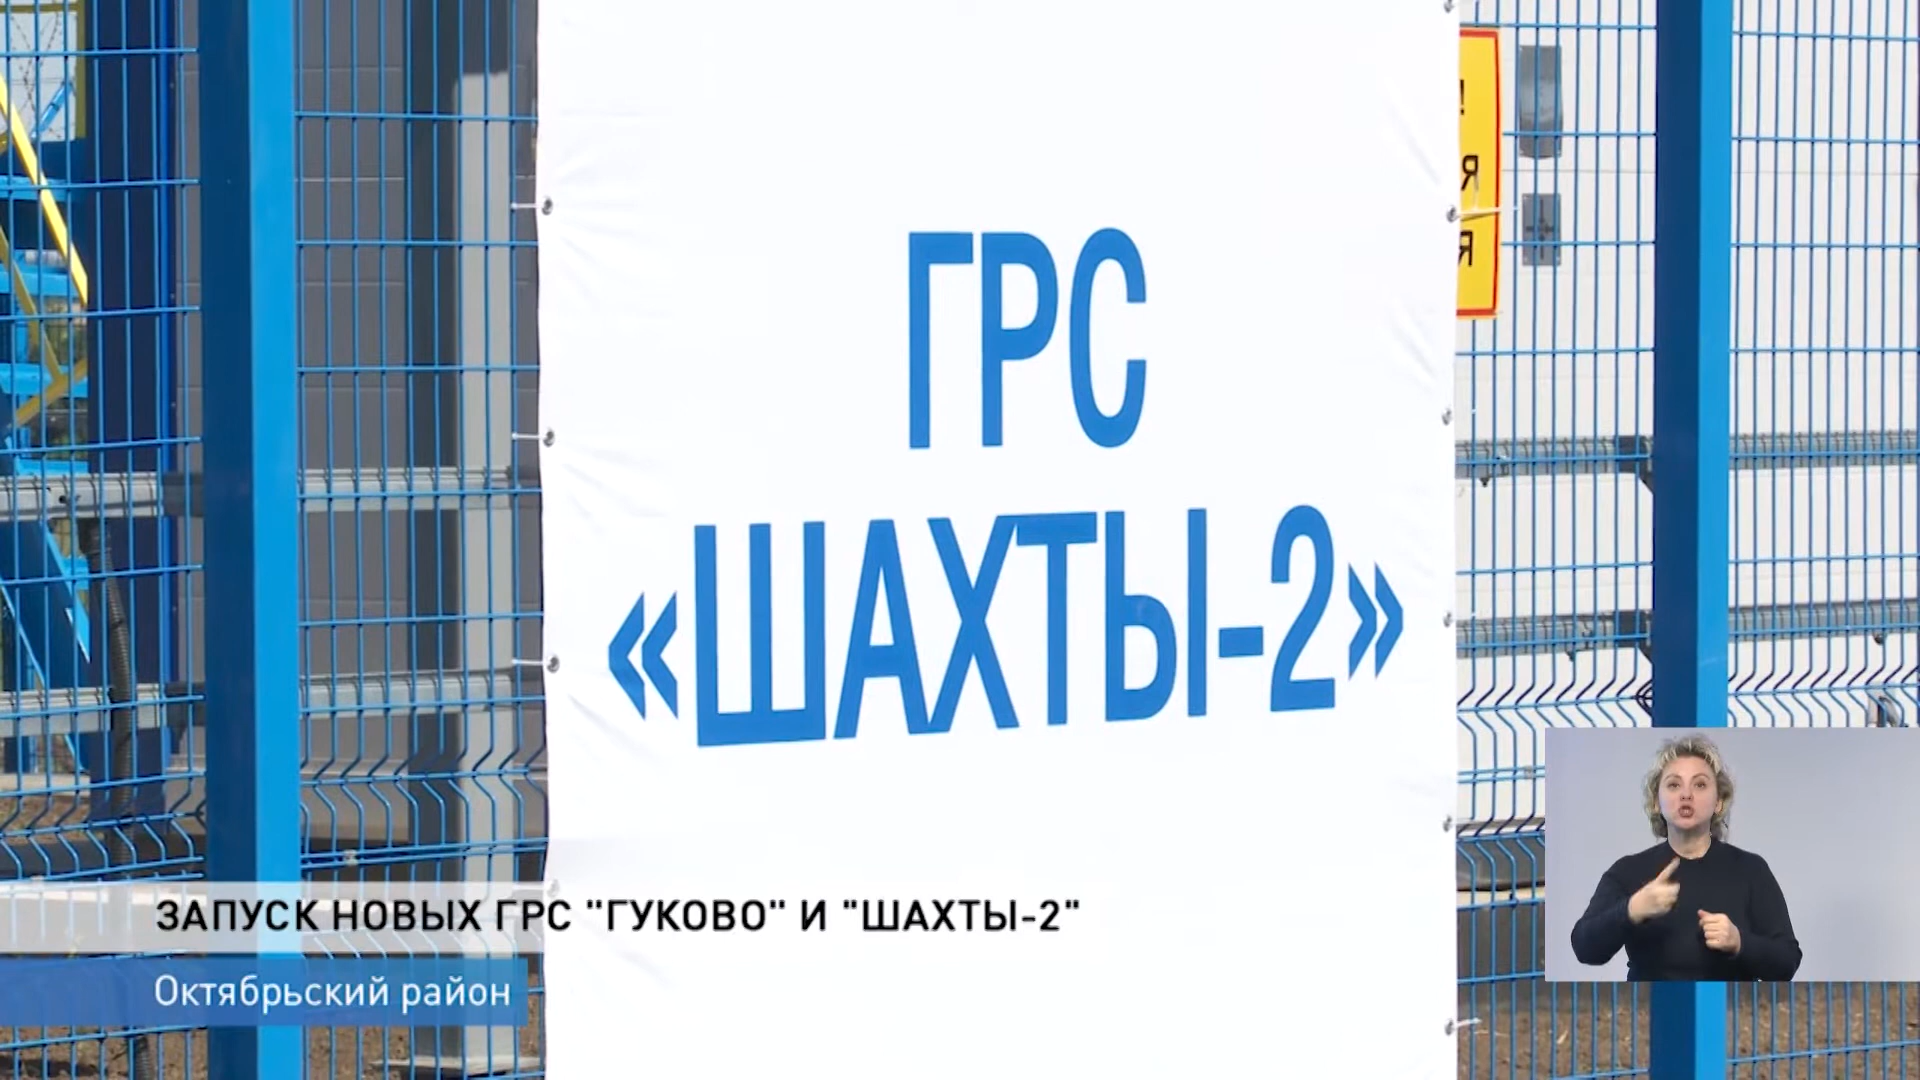 ГРС
«ШАХТЫ-2»
ЗАПУСК НОВЫХ ГРС "ГУКОВО" И "ШАХТЫ-2"
Октябрьский район